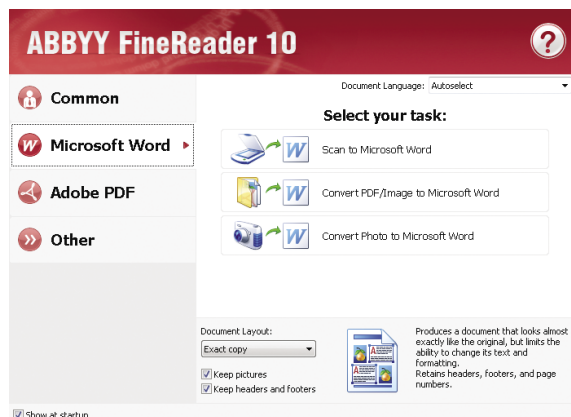 ABBYY FineReader 10
?
Document Language: Autoselect
Common
Microsoft Word
Adobe PDF
Other
Select your task:
Scan to Microsoft Word
Convert PDF/Image to Microsoft Word
Convert Photo to Microsoft Word
Document Layout:
Exact copy
Keep pictures
Keep headers and footers
Produces a document that looks almost
exactly like the original, but limits the
ability to change its text and
formatting.
Retains headers, footers, and page
numbers.
Show at startup